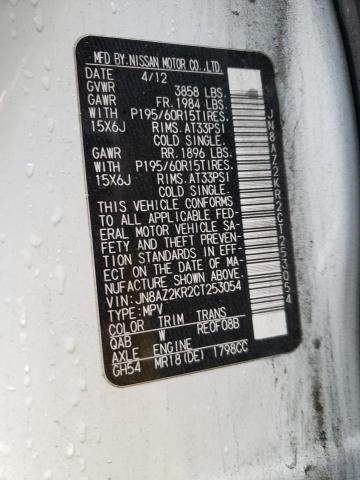 MFD BY. NISSAN MOTOR CO., LTD.
DATE 4/12
GVWR 3858 LBS.
GAWR FR. 1984 LBS.
WITH P195/60R15TIRES,
15X6J RIMS. AT33PSI
COLD SINGLE.
GAWR RR. 1896 LBS.
WITH P195/60R15TIRES,
15X6J RIMS. AT33PSI
COLD SINGLE.
THIS VEHICLE CONFORMS
TO ALL APPLICABLE FED-
ERAL MOTOR VEHICLE SA-
FETY AND THEFT PREVEN-
TION STANDARDS IN EFF-
ECT ON THE DATE OF MA-
NUFACTURE SHOWN ABOVE.
VIN:JN8AZ2KR2CT253054
TYPE:MPV
COLOR TRIM TRANS
QAB W RE0F08B
AXLE ENGINE
GH54 MR18(DE) 1798CC
JN8AZ2KR2CT253054